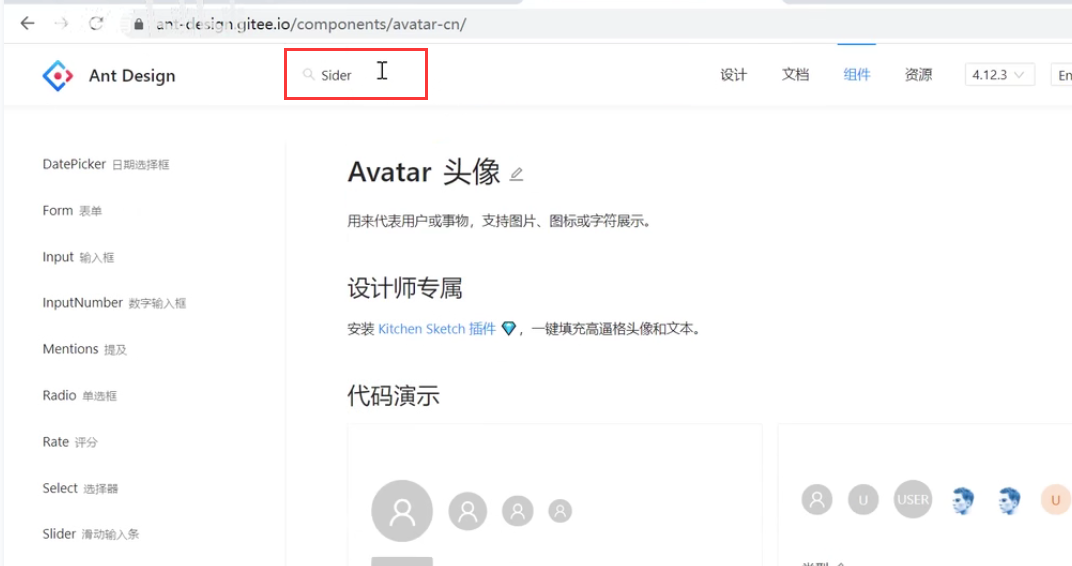 ant-design.gitee.io/components/avatar-cn/
Ant Design
Sider
设计 文档 组件 资源 4.12.3 En
DatePicker 日期选择框
Form 表单
Input 输入框
InputNumber 数字输入框
Mentions 提及
Radio 单选框
Rate 评分
Select 选择器
Slider 滑动输入条
Avatar 头像
用来代表用户或事物，支持图片、图标或字符展示。
设计师专属
安装 Kitchen Sketch 插件 💎，一键填充高逼格头像和文本。
代码演示
U USER U